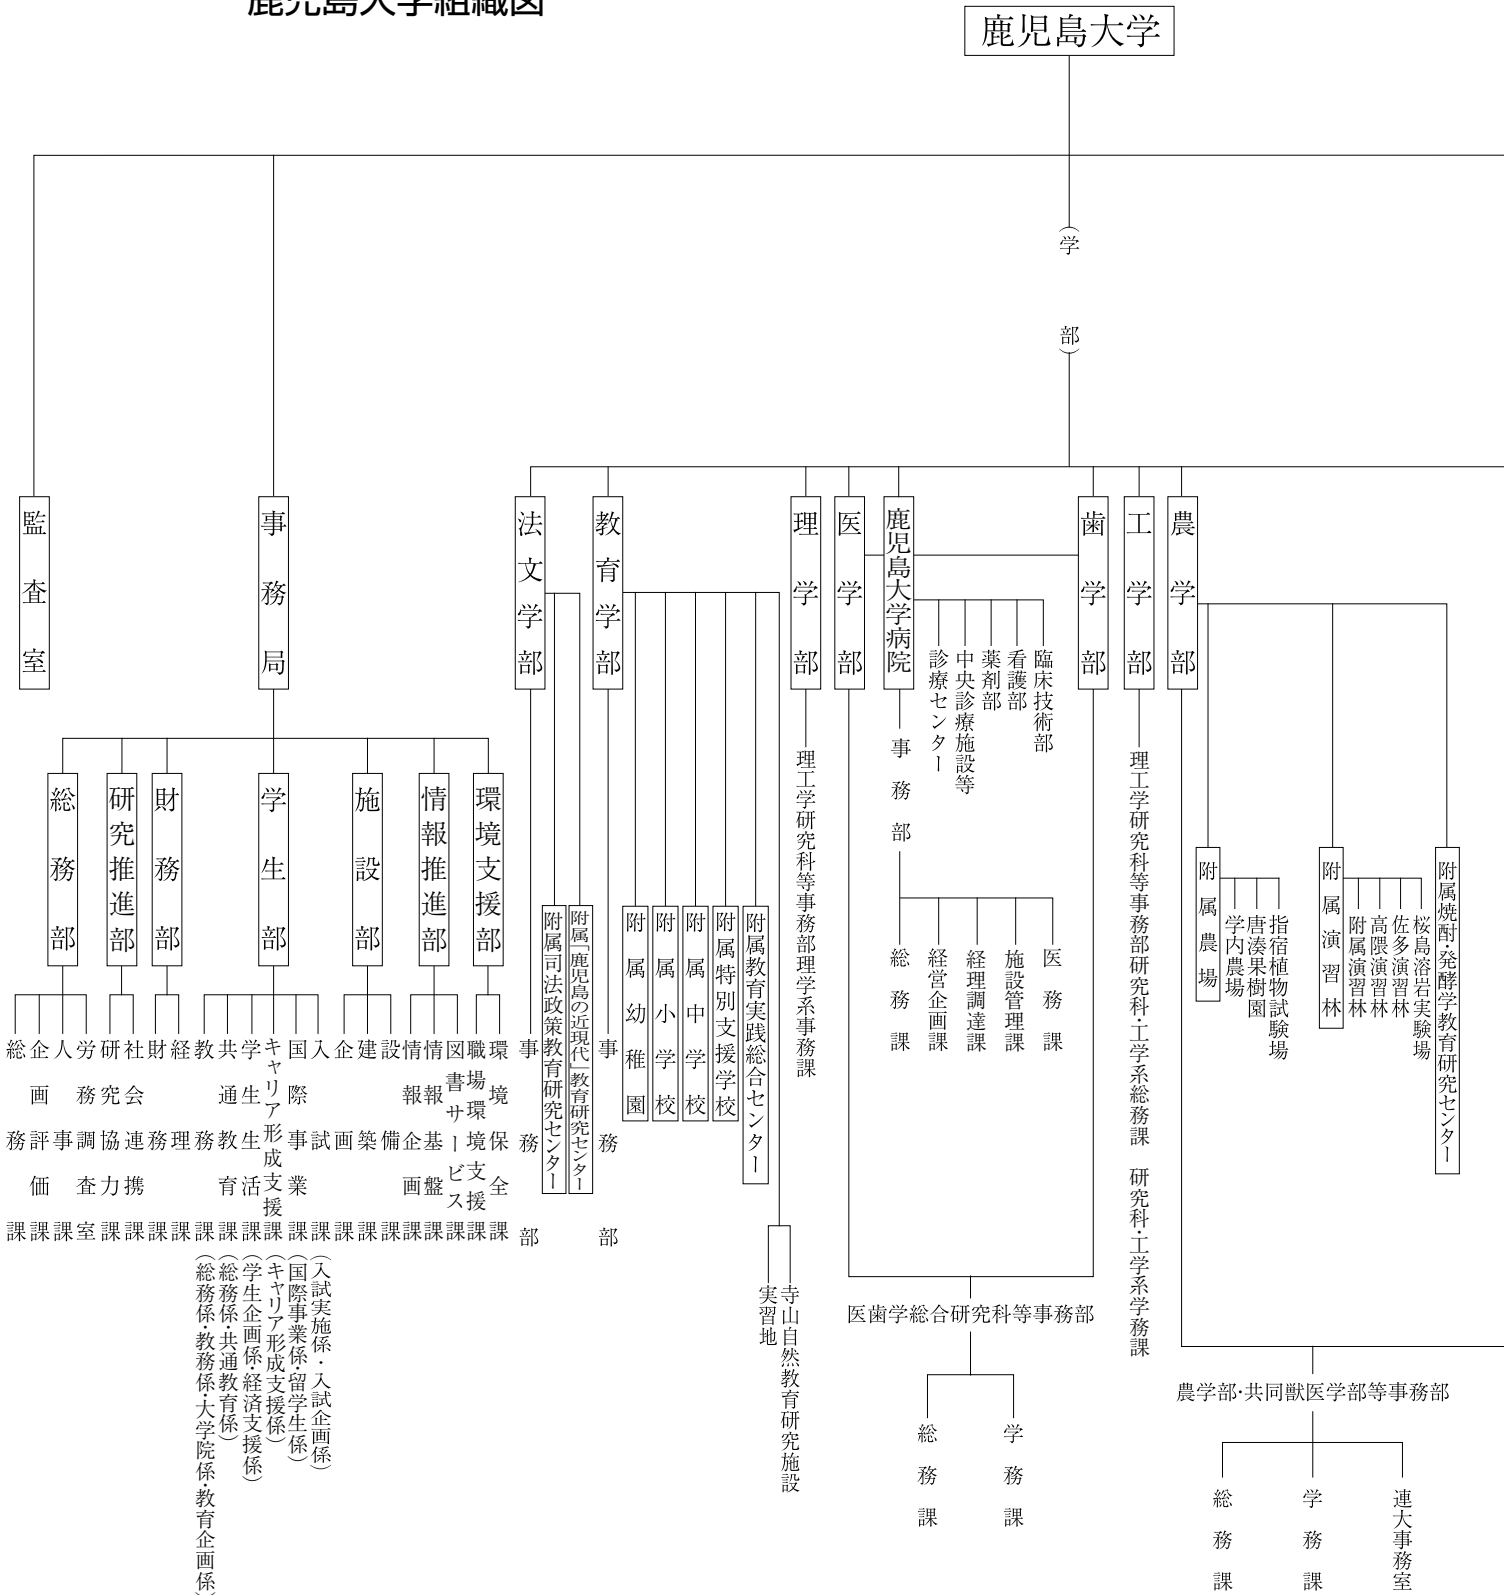 鹿児島大学組織図
鹿児島大学
（学部）
監査室
事務局
法文学部
教育学部
理学部
医学部
鹿児島大学病院
歯学部
工学部
農学部
総務部
研究推進部
財務部
学生部
施設部
情報推進部
環境支援部
総務課
企画評価課
人事課
労務調査室
研究協力課
社会連携課
財務課
経理課
教務課（総務係・教務係・大学院係・教育企画係）
共通教育課（総務係・共通教育係）
学生生活課（学生企画係・経済支援係）
キャリア形成支援課（キャリア形成支援係）
国際事業課（国際事業係・留学生係）
入試課（入試実施係・入試企画係）
企画課
建築課
設備課
情報企画課
情報基盤課
図書サービス課
職場環境支援課
環境保全課
事務部
附属司法政策教育研究センター
附属「鹿児島の近現代」教育研究センター
事務部
附属幼稚園
附属小学校
附属中学校
附属特別支援学校
附属教育実践総合センター
実習地
寺山自然教育研究施設
理工学研究科等事務部理学系事務課
診療センター
中央診療施設等
薬剤部
看護部
臨床技術部
事務部
総務課
経営企画課
経理調達課
施設管理課
医務課
医歯学総合研究科等事務部
総務課
学務課
理工学研究科等事務部研究科・工学系総務課　研究科・工学系学務課
附属農場
学内農場
唐湊果樹園
指宿植物試験場
附属演習林
附属演習林
高隈演習林
佐多演習林
桜島溶岩実験場
附属焼酎・発酵学教育研究センター
農学部・共同獣医学部等事務部
総務課
学務課
連大事務室